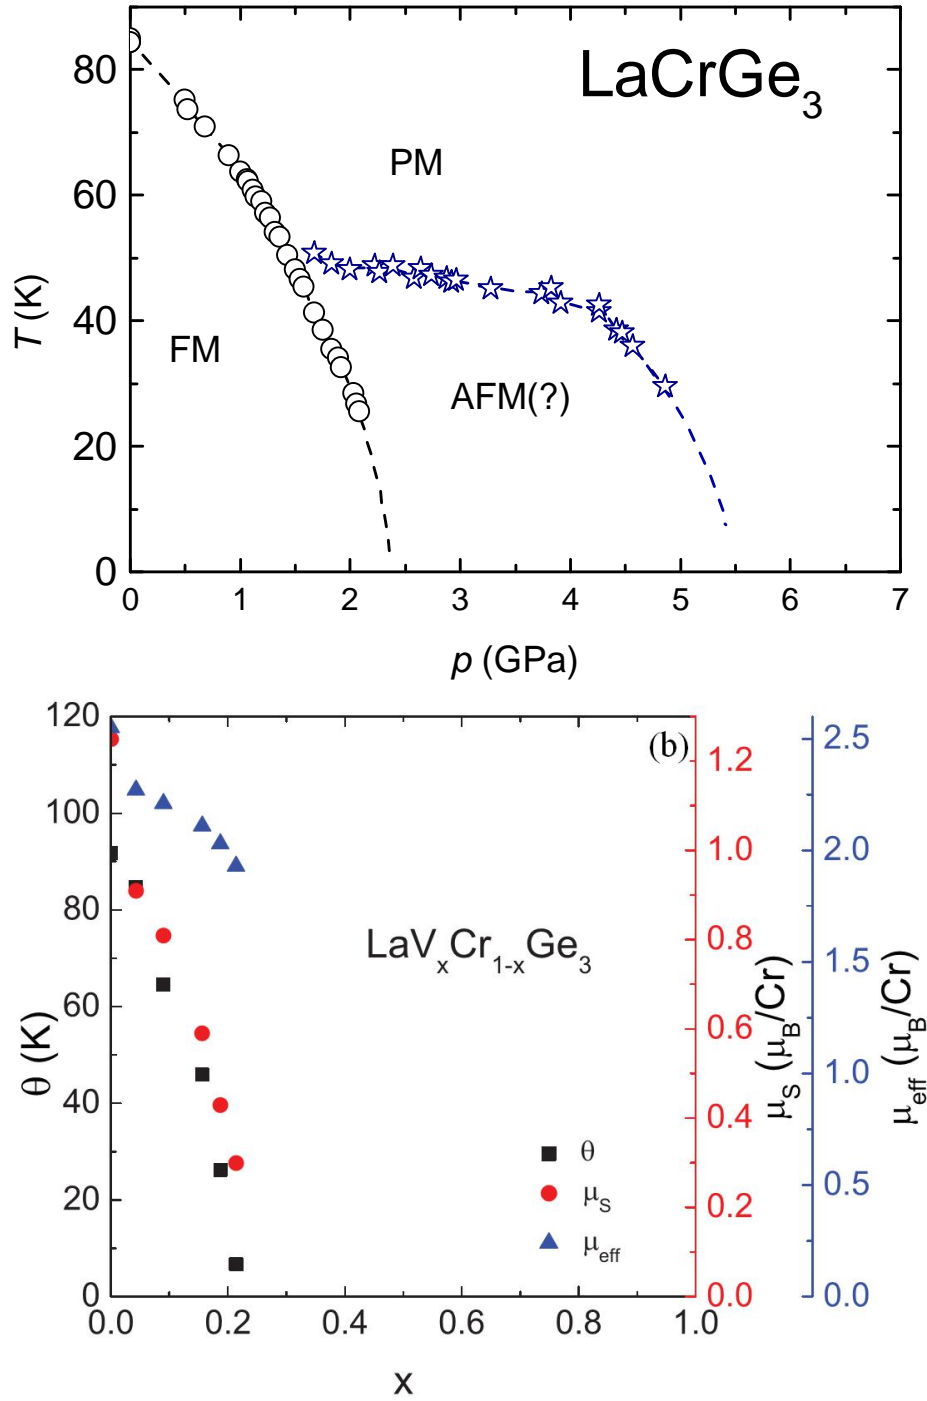 LaCrGe3
PM
FM
AFM(?)
T (K)
80
60
40
20
0
0 1 2 3 4 5 6 7
p (GPa)
(b)
LaVxCr1-xGe3
θ (K)
120
100
80
60
40
20
0
0.0 0.2 0.4 0.6 0.8 1.0
x
θ
μS
μeff
1.2
1.0
0.8
0.6
0.4
0.2
0.0
μS (μB/Cr)
2.5
2.0
1.5
1.0
0.5
0.0
μeff (μB/Cr)